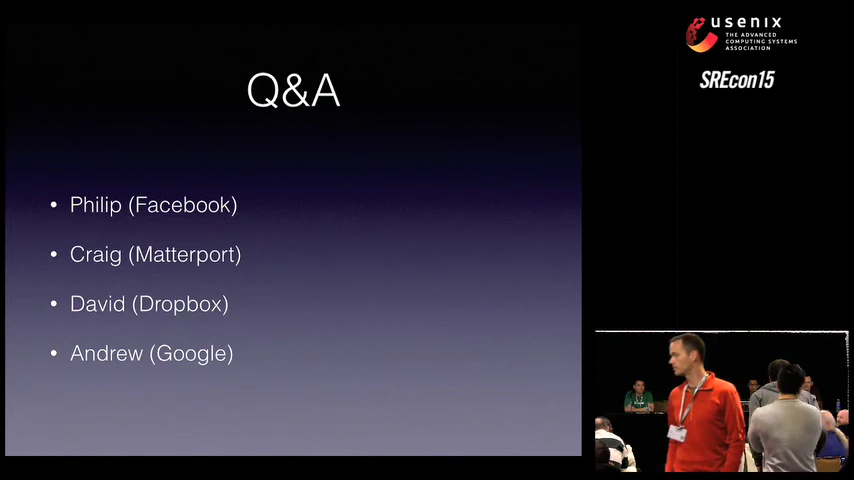 Q&A
• Philip (Facebook)
• Craig (Matterport)
• David (Dropbox)
• Andrew (Google)
usenix
THE ADVANCED
COMPUTING SYSTEMS
ASSOCIATION
SREcon15